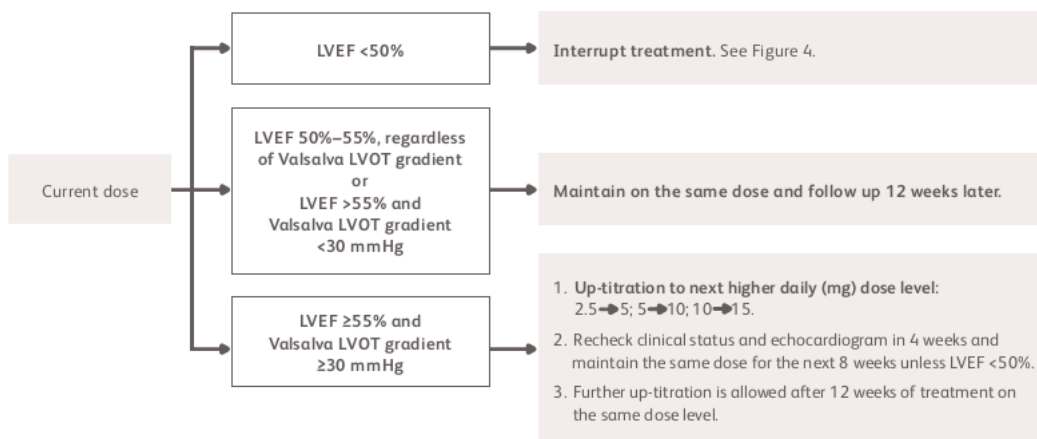 Current dose
LVEF <50%
Interrupt treatment. See Figure 4.
LVEF 50%–55%, regardless
of Valsalva LVOT gradient
or
LVEF >55% and
Valsalva LVOT gradient
<30 mmHg
Maintain on the same dose and follow up 12 weeks later.
LVEF ≥55% and
Valsalva LVOT gradient
≥30 mmHg
1. Up-titration to next higher daily (mg) dose level:
2.5→5; 5→10; 10→15.
2. Recheck clinical status and echocardiogram in 4 weeks and
maintain the same dose for the next 8 weeks unless LVEF <50%.
3. Further up-titration is allowed after 12 weeks of treatment on
the same dose level.